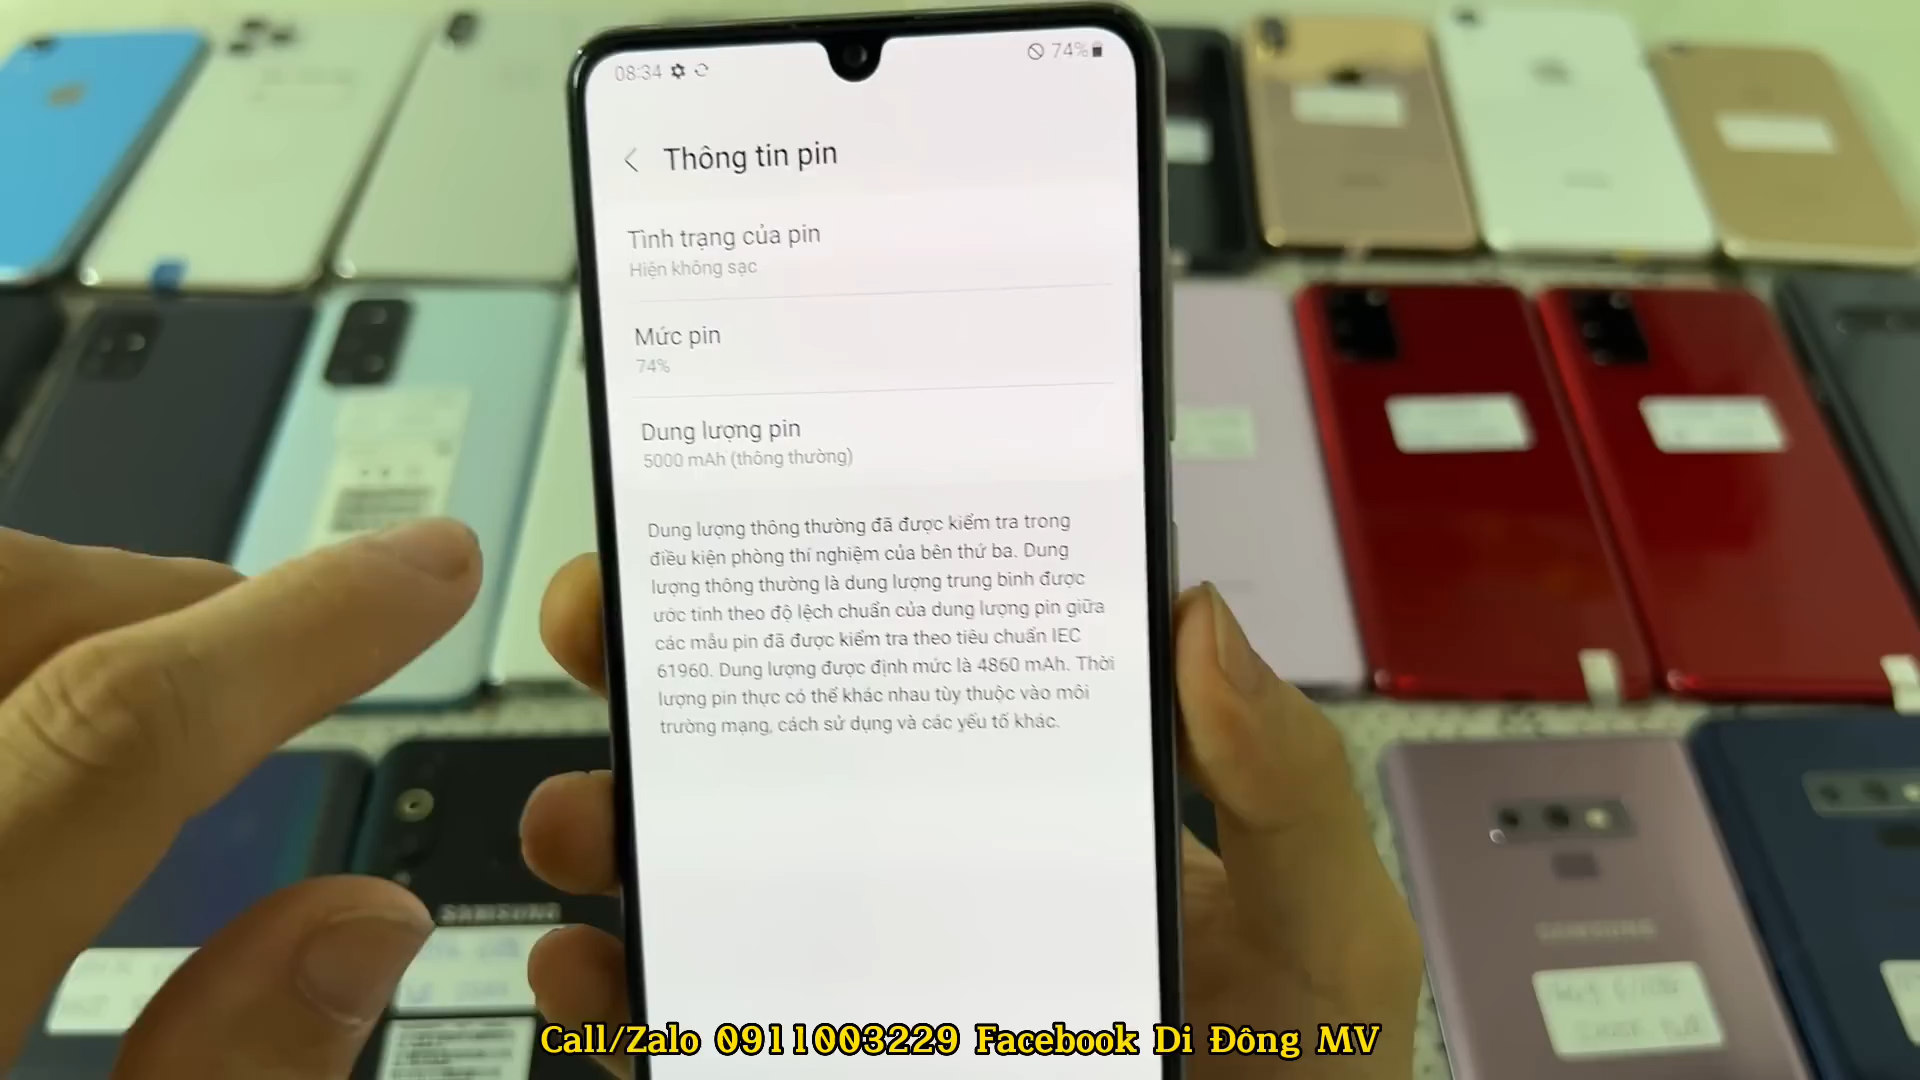 08:34
74%
Thông tin pin
Tình trạng của pin
Hiện không sạc
Mức pin
74%
Dung lượng pin
5000 mAh (thông thường)
Dung lượng thông thường đã được kiểm tra trong
điều kiện phòng thí nghiệm của bên thứ ba. Dung
lượng thông thường là dung lượng trung bình được
ước tính theo độ lệch chuẩn của dung lượng pin giữa
các mẫu pin đã được kiểm tra theo tiêu chuẩn IEC
61960. Dung lượng được định mức là 4860 mAh. Thời
lượng pin thực có thể khác nhau tùy thuộc vào môi
trường mạng, cách sử dụng và các yếu tố khác.
SAMSUNG
SAMSUNG
Call/Zalo 0911003229 Facebook Di Động MV